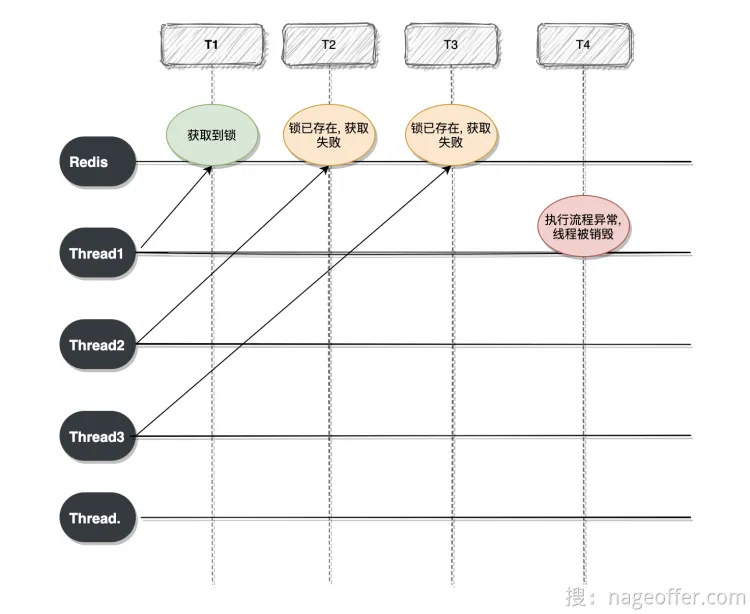 T1
T2
T3
T4
获取到锁
锁已存在, 获取
失败
锁已存在, 获取
失败
Redis
执行流程异常,
线程被销毁
Thread1
Thread2
Thread3
Thread.
搜：nageoffer.com